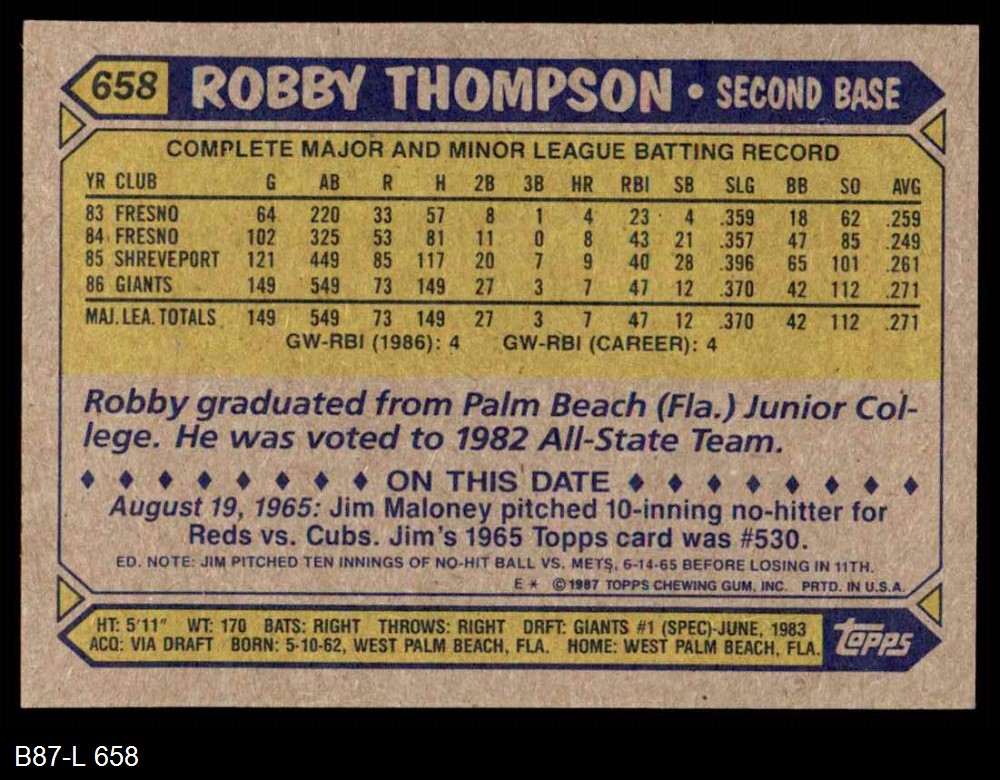 658 ROBBY THOMPSON • SECOND BASE
COMPLETE MAJOR AND MINOR LEAGUE BATTING RECORD
YR CLUB G AB R H 2B 3B HR RBI SB SLG BB SO AVG
83 FRESNO 64 220 33 57 8 1 4 23 4 .359 18 62 .259
84 FRESNO 102 325 53 81 11 0 8 43 21 .357 47 85 .249
85 SHREVEPORT 121 449 85 117 20 7 9 40 28 .396 65 101 .261
86 GIANTS 149 549 73 149 27 3 7 47 12 .370 42 112 .271
MAJ. LEA. TOTALS 149 549 73 149 27 3 7 47 12 .370 42 112 .271
GW-RBI (1986): 4 GW-RBI (CAREER): 4
Robby graduated from Palm Beach (Fla.) Junior Col-
lege. He was voted to 1982 All-State Team.
♦ ♦ ♦ ♦ ♦ ♦ ♦ ♦ ON THIS DATE ♦ ♦ ♦ ♦ ♦ ♦ ♦ ♦
August 19, 1965: Jim Maloney pitched 10-inning no-hitter for
Reds vs. Cubs. Jim's 1965 Topps card was #530.
ED. NOTE: JIM PITCHED TEN INNINGS OF NO-HIT BALL VS. METS, 6-14-65 BEFORE LOSING IN 11TH.
E * ©1987 TOPPS CHEWING GUM, INC. PRTD. IN U.S.A.
HT: 5'11" WT: 170 BATS: RIGHT THROWS: RIGHT DRFT: GIANTS #1 (SPEC)-JUNE, 1983
ACQ: VIA DRAFT BORN: 5-10-62, WEST PALM BEACH, FLA. HOME: WEST PALM BEACH, FLA.
Topps
B87-L 658